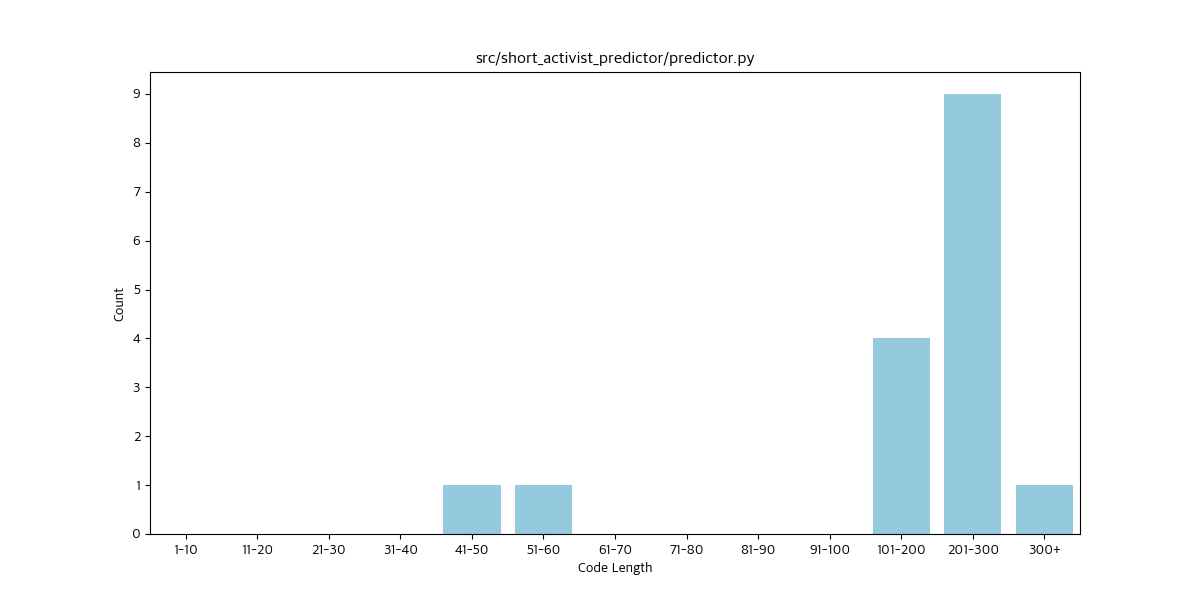 src/short_activist_predictor/predictor.py
9
8
7
6
5
4
3
2
1
0
Count
1-10 11-20 21-30 31-40 41-50 51-60 61-70 71-80 81-90 91-100 101-200 201-300 300+
Code Length